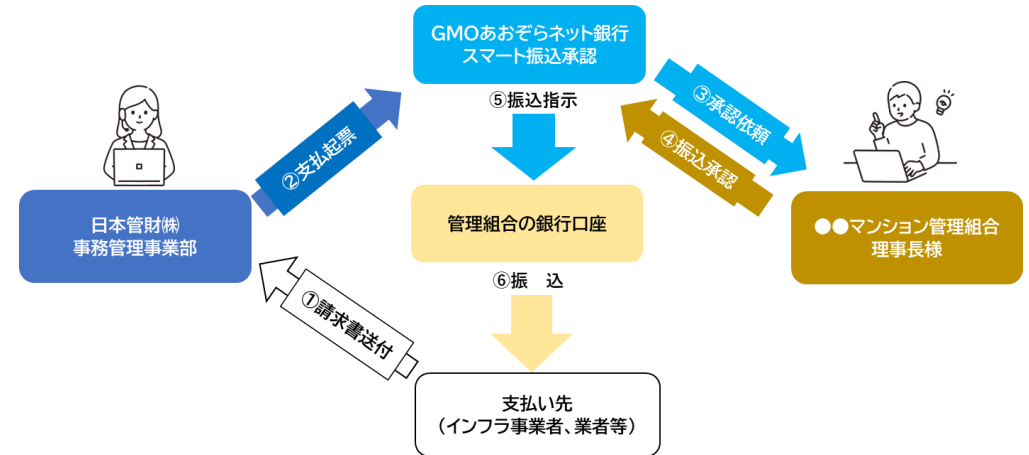 GMOあおぞらネット銀行
スマート振込承認
⑤振込指示
③承認依頼
②支払起票
④振込承認
日本管財㈱
事務管理事業部
管理組合の銀行口座
●●マンション管理組合
理事長様
⑥振　込
①請求書送付
支払い先
（インフラ事業者、業者等）